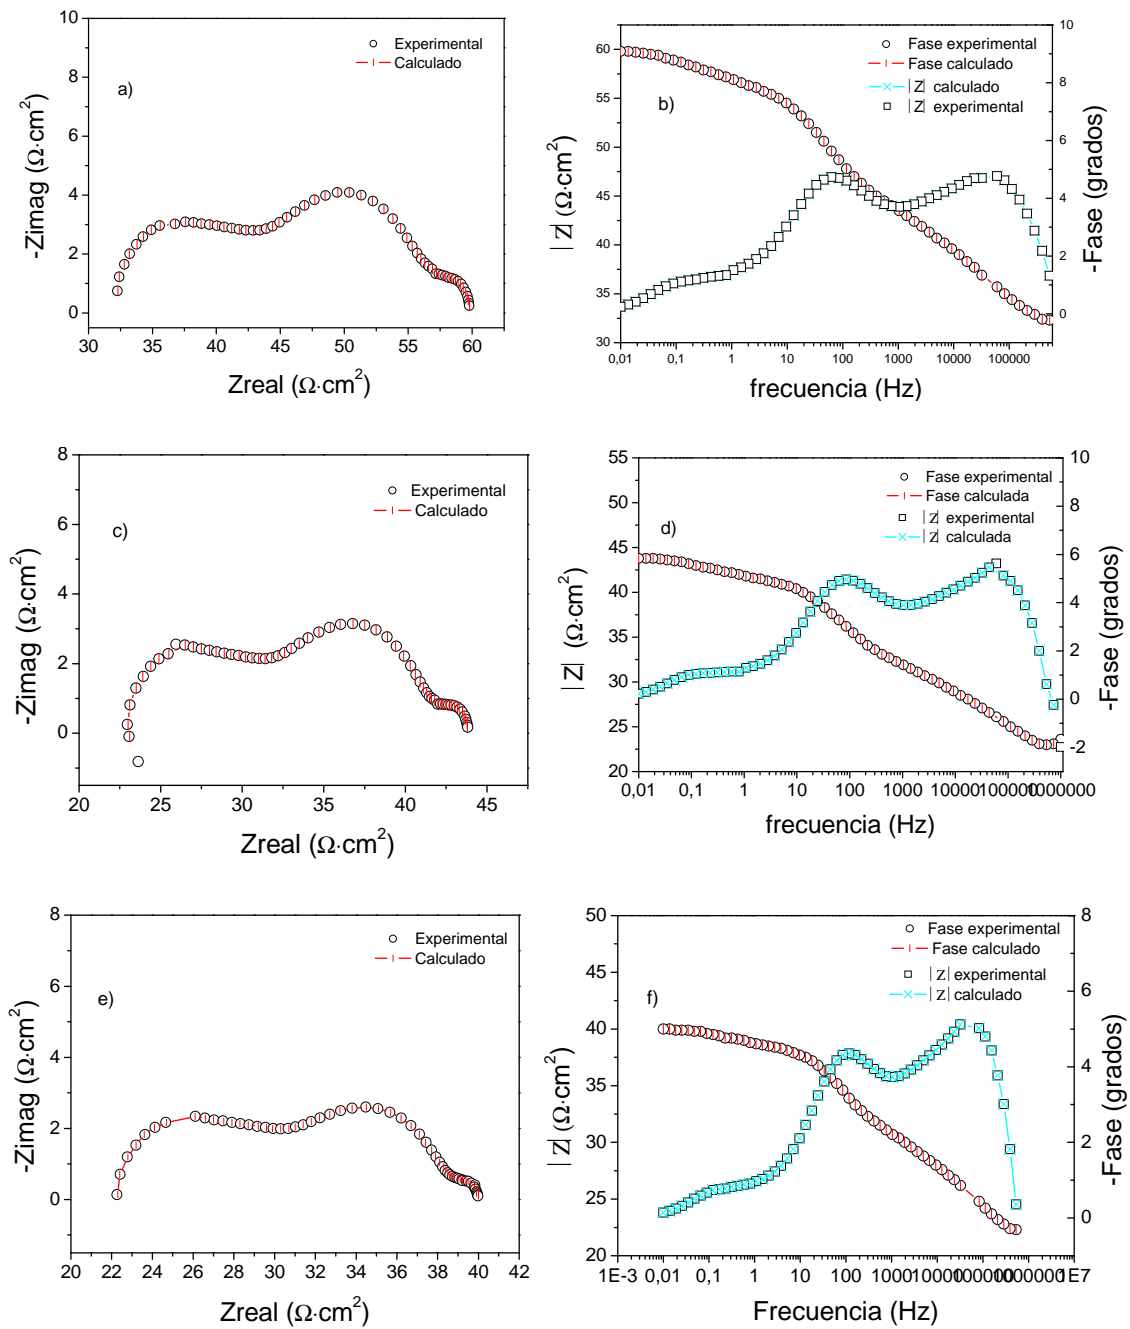 Experimental
Calculado
a)
10
8
6
4
2
0
-Zimag (Ω·cm²)
30 35 40 45 50 55 60
Zreal (Ω·cm²)
Fase experimental
Fase calculado
|Z| calculado
|Z| experimental
b)
60
55
50
45
40
35
30
|Z| (Ω·cm²)
10
8
6
4
2
0
-Fase (grados)
0,01 0,1 1 10 100 1000 10000 100000
frecuencia (Hz)
Experimental
Calculado
c)
8
6
4
2
0
-Zimag (Ω·cm²)
20 25 30 35 40 45
Zreal (Ω·cm²)
Fase experimental
Fase calculada
|Z| experimental
|Z| calculada
d)
55
50
45
40
35
30
25
20
|Z| (Ω·cm²)
10
8
6
4
2
0
-2
-Fase (grados)
0,01 0,1 1 10 100 1000 10000 100000 1000000
frecuencia (Hz)
Experimental
Calculado
e)
8
6
4
2
0
-Zimag (Ω·cm²)
20 22 24 26 28 30 32 34 36 38 40 42
Zreal (Ω·cm²)
Fase experimental
Fase calculado
|Z| experimental
|Z| calculado
f)
50
45
40
35
30
25
20
|Z| (Ω·cm²)
8
6
4
2
0
-Fase (grados)
1E-3 0,01 0,1 1 10 100 1000 10000 100000 1000000 1E7
Frecuencia (Hz)